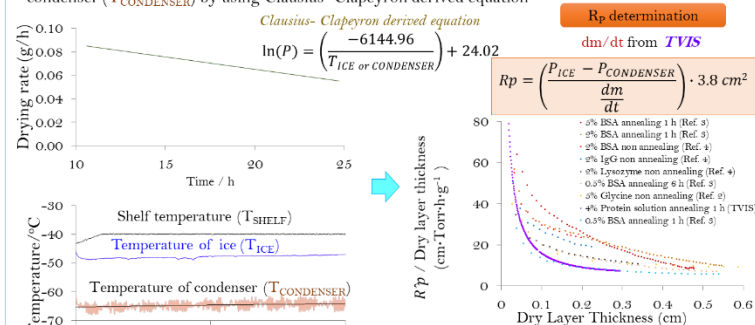 condenser (T_CONDENSER) by using Clausius–Clapeyron derived equation
Clausius– Clapeyron derived equation
ln(P) = (−6144.96 / T_ICE or CONDENSER) + 24.02
Drying rate (g/h)
0.10
0.08
0.06
0.04
0.02
0.00
10
15
20
25
Time / h
Temperature/°C
-30
-40
-50
-60
-70
Shelf temperature (T_SHELF)
Temperature of ice (T_ICE)
Temperature of condenser (T_CONDENSER)
R_P determination
dm/dt from TVIS
Rp = ((P_ICE − P_CONDENSER) / (dm/dt)) · 3.8 cm²
R̂p / Dry layer thickness
(cm·Torr·h·g⁻¹)
80
60
40
20
0
5% BSA annealing 1 h (Ref. 3)
2% BSA annealing 1 h (Ref. 3)
2% BSA non annealing (Ref. 4)
2% IgG non annealing (Ref. 4)
2% Lysozyme non annealing (Ref. 4)
0.5% BSA annealing 6 h (Ref. 3)
5% Glycine non annealing (Ref. 2)
4% Protein solution annealing 1 h (TVIS)
0.5% BSA annealing 1 h (Ref. 3)
0
0.1
0.2
0.3
0.4
0.5
0.6
Dry Layer Thickness (cm)